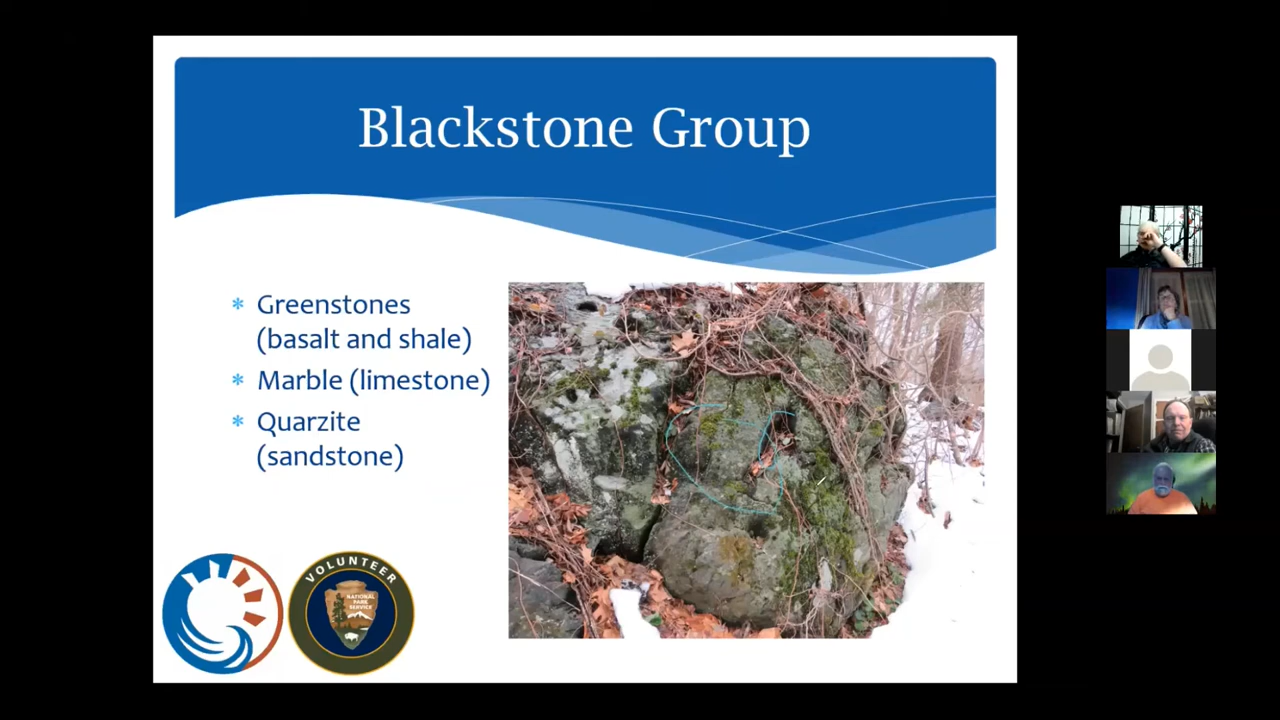 Blackstone Group
* Greenstones
(basalt and shale)
* Marble (limestone)
* Quarzite
(sandstone)
VOLUNTEER
NATIONAL
PARK
SERVICE